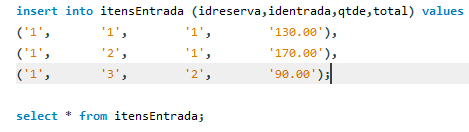 insert into itensEntrada (idreserva,identrada,qtde,total) values
('1', '1', '1', '130.00'),
('1', '2', '1', '170.00'),
('1', '3', '2', '90.00');
select * from itensEntrada;